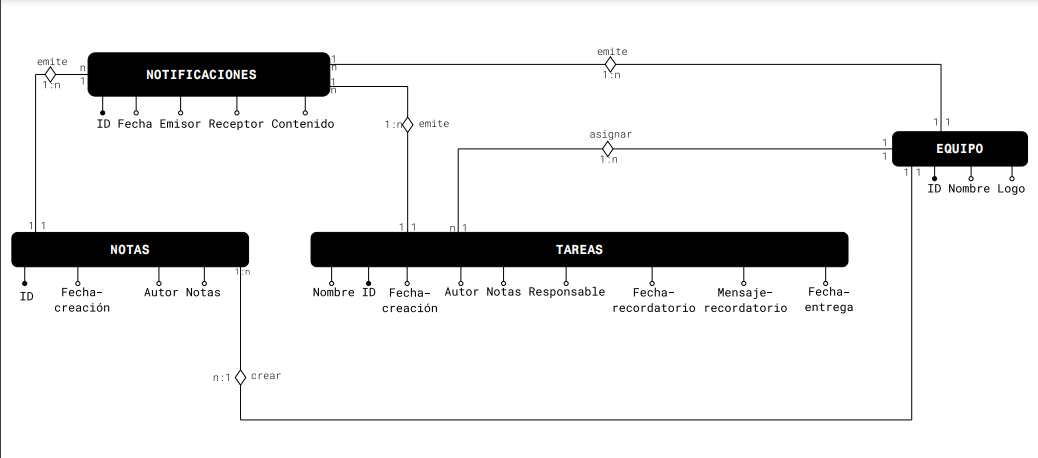 emite
1:n
n
1
NOTIFICACIONES
1
n
1
n
emite
1:n
ID Fecha Emisor Receptor Contenido
1:n
emite
asignar
1:n
1 1
1
1
EQUIPO
1 1
ID Nombre Logo
1 1
NOTAS
1:n
1 1
n 1
TAREAS
ID
Fecha-
creación
Autor Notas
Nombre ID
Fecha-
creación
Autor Notas Responsable
Fecha-
recordatorio
Mensaje-
recordatorio
Fecha-
entrega
n:1
crear